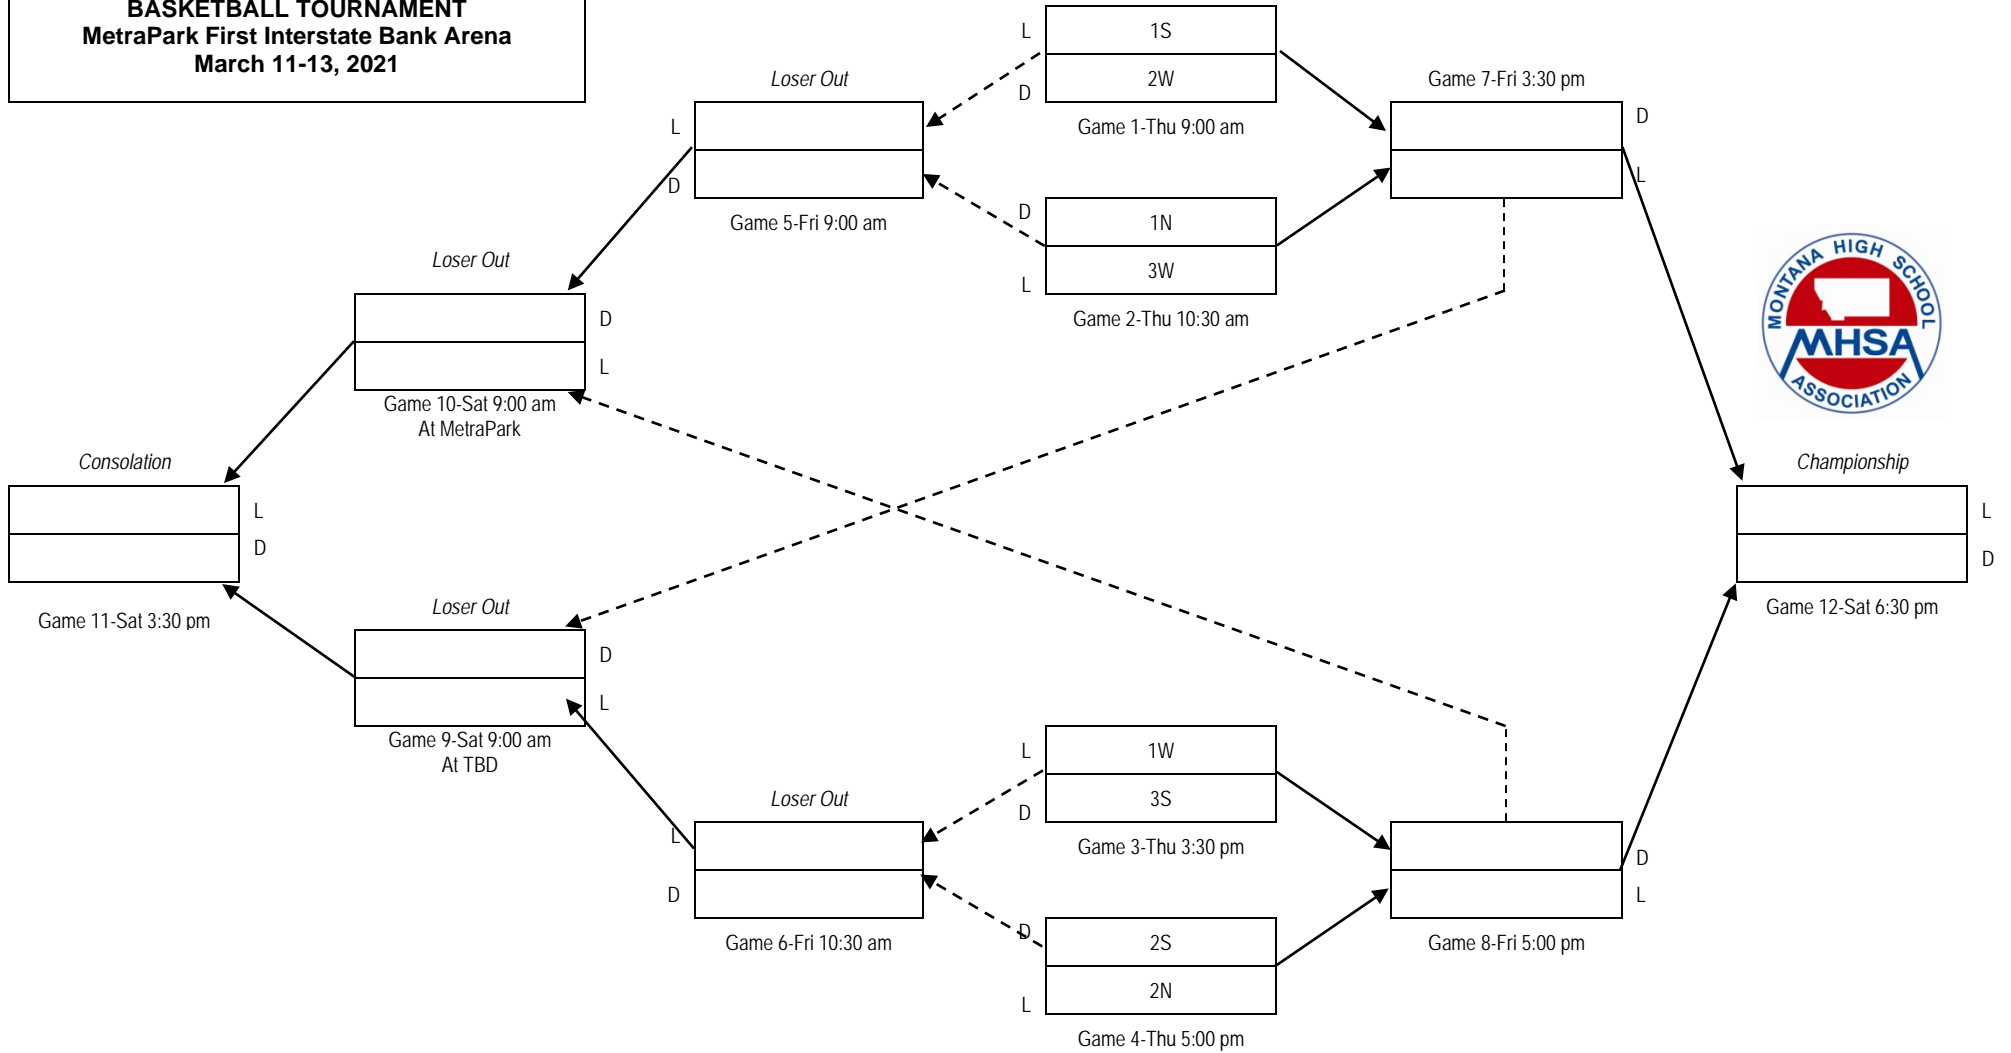 BASKETBALL TOURNAMENT
MetraPark First Interstate Bank Arena
March 11-13, 2021
L
1S
D
2W
Game 1-Thu 9:00 am
Loser Out
L
D
Game 5-Fri 9:00 am
Game 7-Fri 3:30 pm
D
L
D
1N
L
3W
Game 2-Thu 10:30 am
Loser Out
D
L
Game 10-Sat 9:00 am
At MetraPark
MONTANA HIGH SCHOOL
MHSA
ASSOCIATION
Consolation
L
D
Game 11-Sat 3:30 pm
Championship
L
D
Game 12-Sat 6:30 pm
Loser Out
D
L
Game 9-Sat 9:00 am
At TBD
L
1W
D
3S
Game 3-Thu 3:30 pm
Loser Out
L
D
Game 6-Fri 10:30 am
D
L
Game 8-Fri 5:00 pm
D
2S
L
2N
Game 4-Thu 5:00 pm